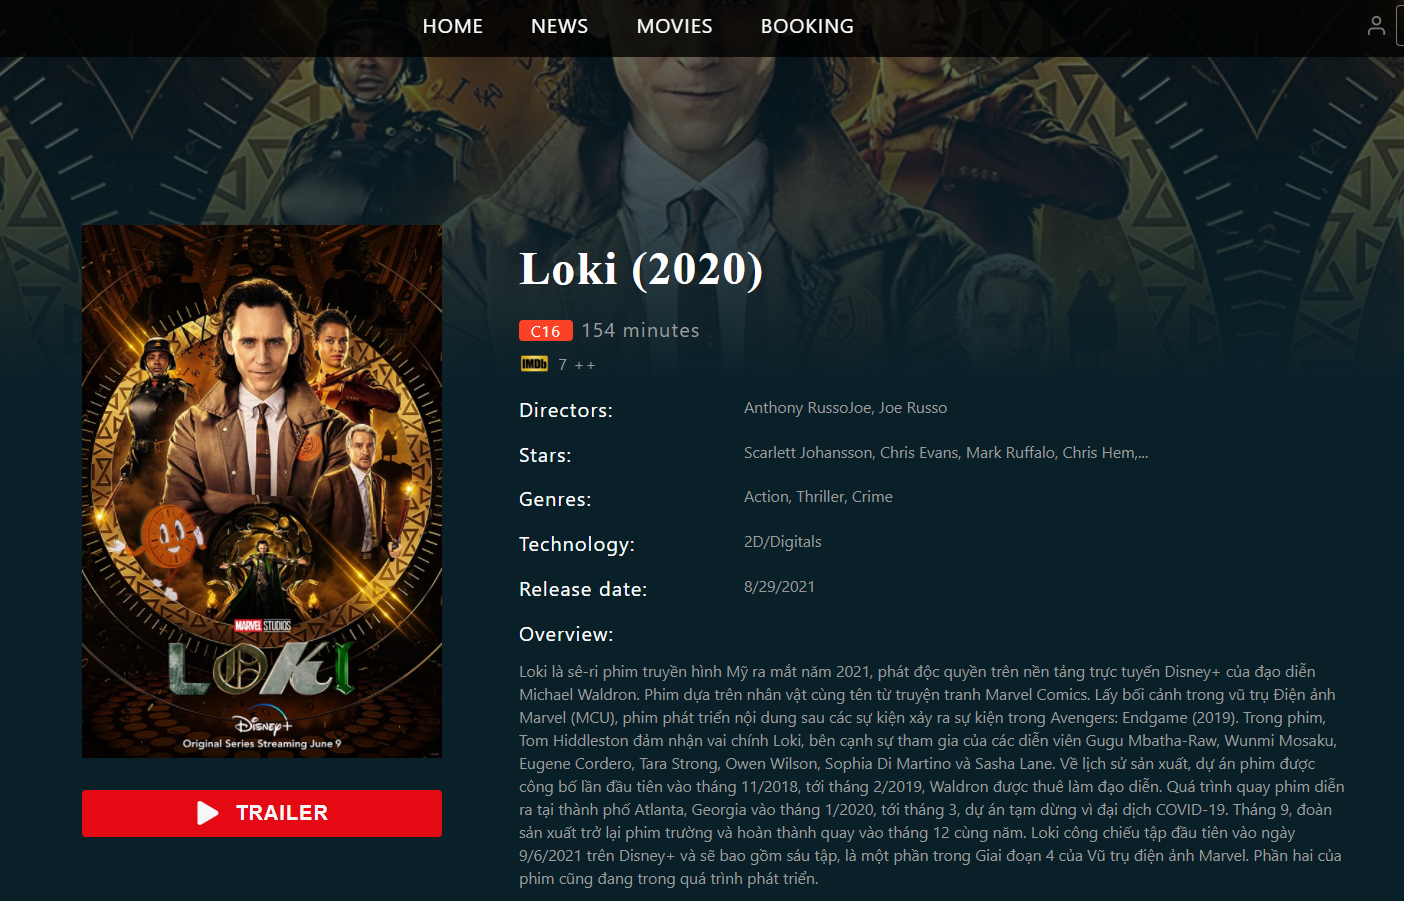 HOME NEWS MOVIES BOOKING
Loki (2020)
C16 154 minutes
IMDb 7 ++
Directors: Anthony RussoJoe, Joe Russo
Stars: Scarlett Johansson, Chris Evans, Mark Ruffalo, Chris Hem,...
Genres: Action, Thriller, Crime
Technology: 2D/Digitals
Release date: 8/29/2021
Overview:
Loki là sê-ri phim truyền hình Mỹ ra mắt năm 2021, phát độc quyền trên nền tảng trực tuyến Disney+ của đạo diễn
Michael Waldron. Phim dựa trên nhân vật cùng tên từ truyện tranh Marvel Comics. Lấy bối cảnh trong vũ trụ Điện ảnh
Marvel (MCU), phim phát triển nội dung sau các sự kiện xảy ra sự kiện trong Avengers: Endgame (2019). Trong phim,
Tom Hiddleston đảm nhận vai chính Loki, bên cạnh sự tham gia của các diễn viên Gugu Mbatha-Raw, Wunmi Mosaku,
Eugene Cordero, Tara Strong, Owen Wilson, Sophia Di Martino và Sasha Lane. Về lịch sử sản xuất, dự án phim được
công bố lần đầu tiên vào tháng 11/2018, tới tháng 2/2019, Waldron được thuê làm đạo diễn. Quá trình quay phim diễn
ra tại thành phố Atlanta, Georgia vào tháng 1/2020, tới tháng 3, dự án tạm dừng vì đại dịch COVID-19. Tháng 9, đoàn
sản xuất trở lại phim trường và hoàn thành quay vào tháng 12 cùng năm. Loki công chiếu tập đầu tiên vào ngày
9/6/2021 trên Disney+ và sẽ bao gồm sáu tập, là một phần trong Giai đoạn 4 của Vũ trụ điện ảnh Marvel. Phần hai của
phim cũng đang trong quá trình phát triển.
MARVEL STUDIOS
LOKI
Disney+
Original Series Streaming June 9
TRAILER